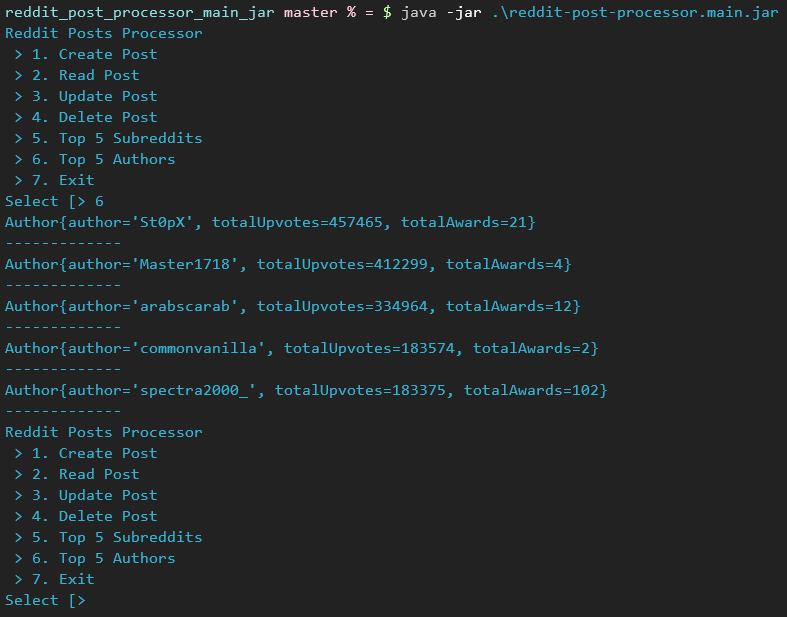 reddit_post_processor_main_jar master % = $ java -jar .\reddit-post-processor.main.jar
Reddit Posts Processor
 > 1. Create Post
 > 2. Read Post
 > 3. Update Post
 > 4. Delete Post
 > 5. Top 5 Subreddits
 > 6. Top 5 Authors
 > 7. Exit
Select [> 6
Author{author='St0pX', totalUpvotes=457465, totalAwards=21}
-------------
Author{author='Master1718', totalUpvotes=412299, totalAwards=4}
-------------
Author{author='arabscarab', totalUpvotes=334964, totalAwards=12}
-------------
Author{author='commonvanilla', totalUpvotes=183574, totalAwards=2}
-------------
Author{author='spectra2000_', totalUpvotes=183375, totalAwards=102}
-------------
Reddit Posts Processor
 > 1. Create Post
 > 2. Read Post
 > 3. Update Post
 > 4. Delete Post
 > 5. Top 5 Subreddits
 > 6. Top 5 Authors
 > 7. Exit
Select [>